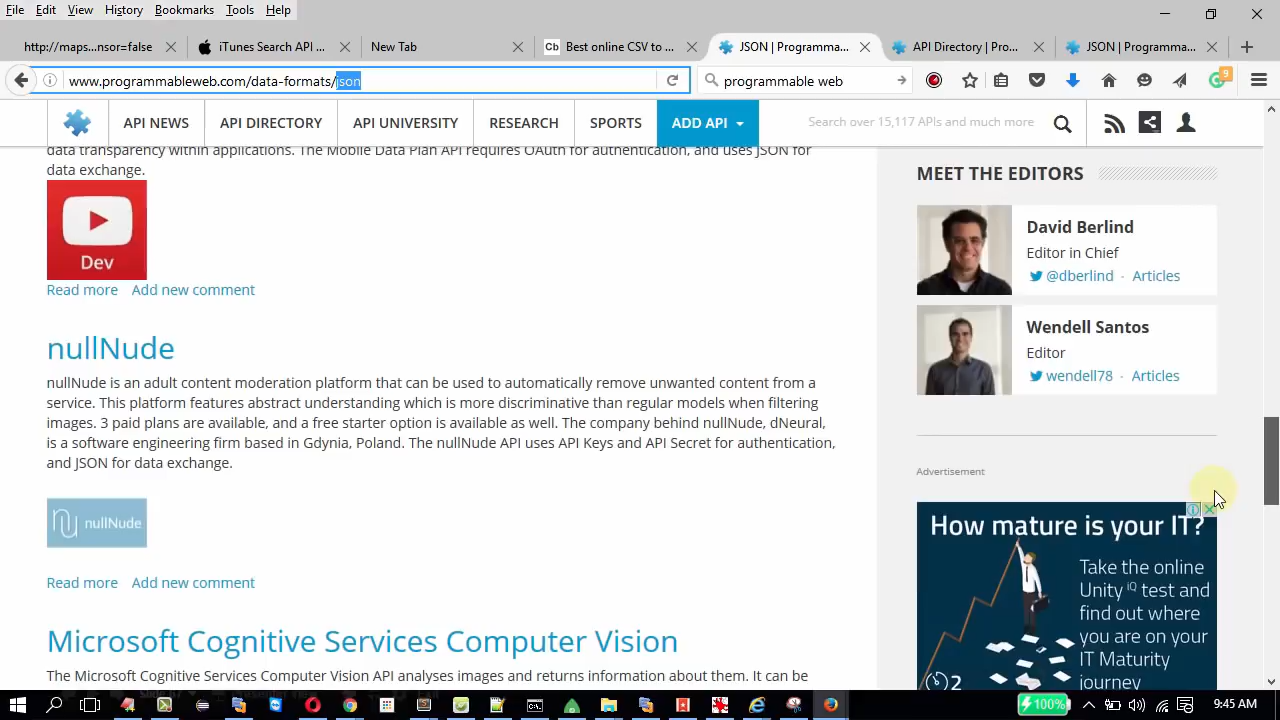 File Edit View History Bookmarks Tools Help
http://maps...nsor=false
iTunes Search API ...
New Tab
Cb Best online CSV to ...
JSON | Programma...
API Directory | Pro...
JSON | Programma...
www.programmableweb.com/data-formats/json
programmable web
9
API NEWS
API DIRECTORY
API UNIVERSITY
RESEARCH
SPORTS
ADD API
Search over 15,117 APIs and much more
data transparency within applications. The Mobile Data Plan API requires OAuth for authentication, and uses JSON for
data exchange.
Dev
Read more Add new comment
nullNude
nullNude is an adult content moderation platform that can be used to automatically remove unwanted content from a
service. This platform features abstract understanding which is more discriminative than regular models when filtering
images. 3 paid plans are available, and a free starter option is available as well. The company behind nullNude, dNeural,
is a software engineering firm based in Gdynia, Poland. The nullNude API uses API Keys and API Secret for authentication,
and JSON for data exchange.
nullNude
Read more Add new comment
Microsoft Cognitive Services Computer Vision
The Microsoft Cognitive Services Computer Vision API analyses images and returns information about them. It can be
MEET THE EDITORS
David Berlind
Editor in Chief
@dberlind · Articles
Wendell Santos
Editor
wendell78 · Articles
Advertisement
How mature is your IT?
Take the online
Unity iQ test and
find out where
you are on your
IT Maturity
journey
100%
9:45 AM